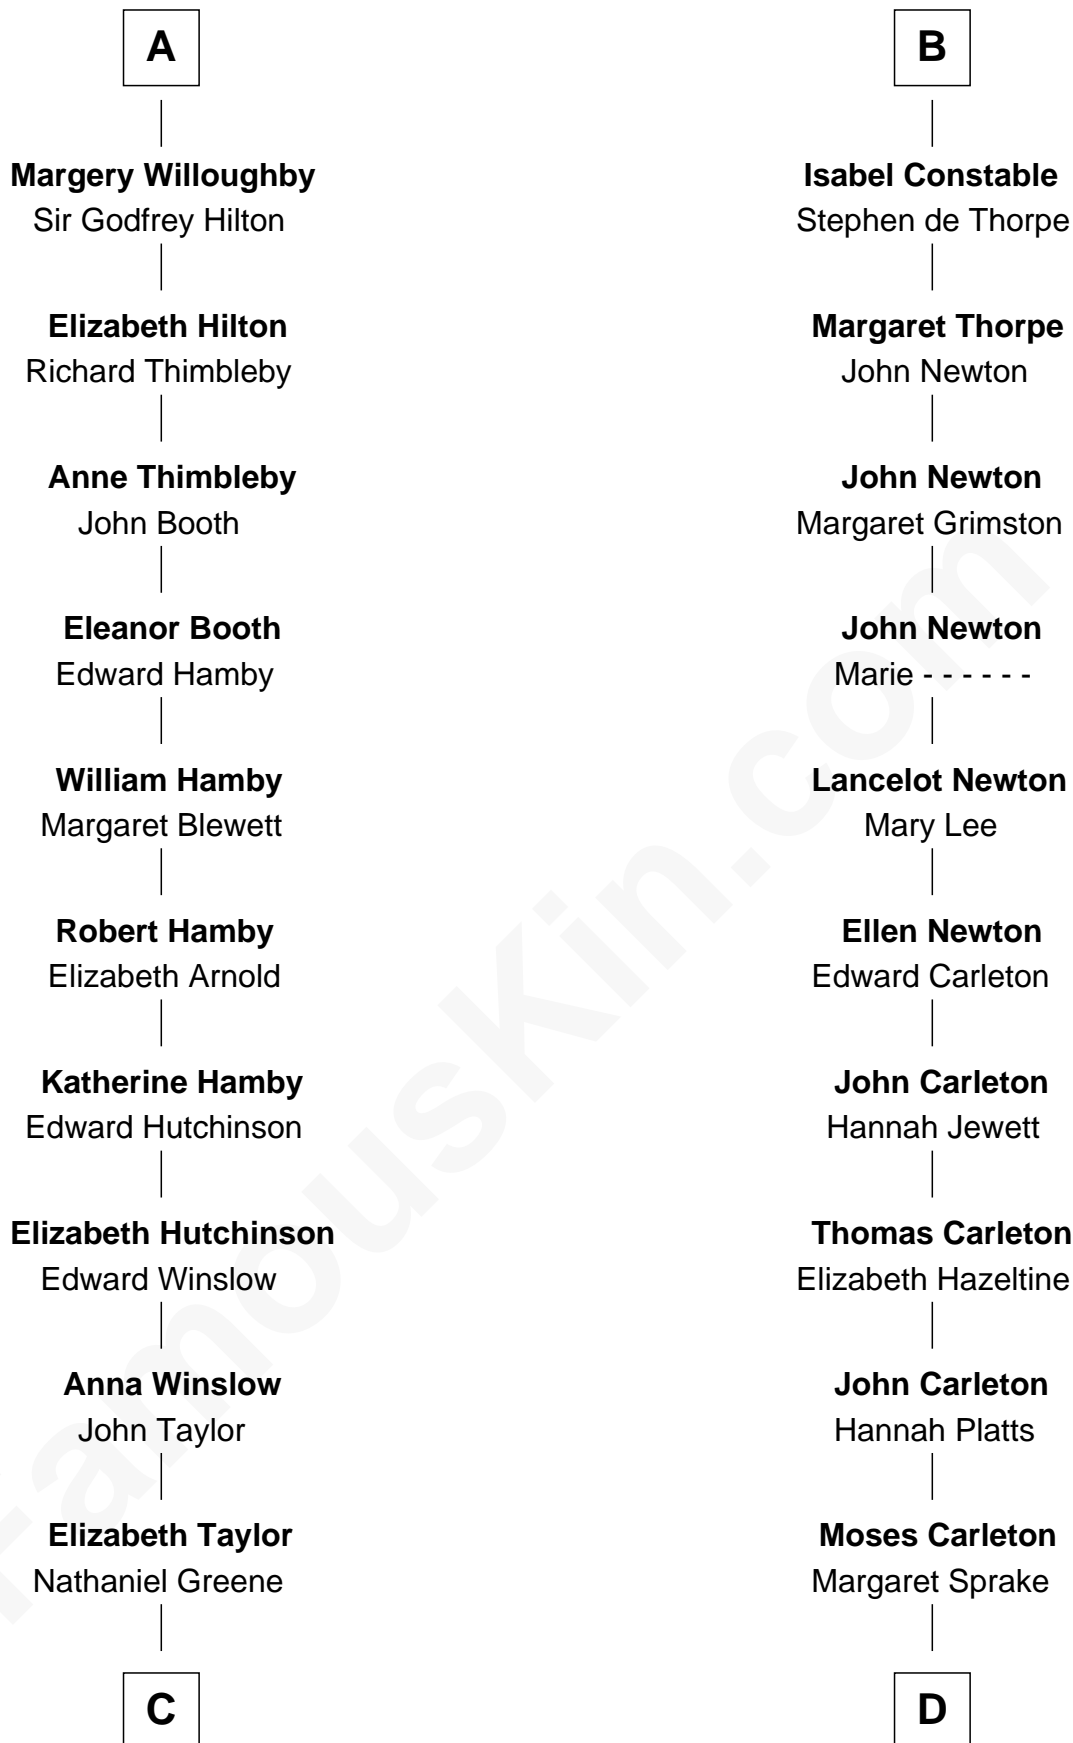 A
Margery Willoughby
Sir Godfrey Hilton
Elizabeth Hilton
Richard Thimbleby
Anne Thimbleby
John Booth
Eleanor Booth
Edward Hamby
William Hamby
Margaret Blewett
Robert Hamby
Elizabeth Arnold
Katherine Hamby
Edward Hutchinson
Elizabeth Hutchinson
Edward Winslow
Anna Winslow
John Taylor
Elizabeth Taylor
Nathaniel Greene
C
B
Isabel Constable
Stephen de Thorpe
Margaret Thorpe
John Newton
John Newton
Margaret Grimston
John Newton
Marie - - - - - -
Lancelot Newton
Mary Lee
Ellen Newton
Edward Carleton
John Carleton
Hannah Jewett
Thomas Carleton
Elizabeth Hazeltine
John Carleton
Hannah Platts
Moses Carleton
Margaret Sprake
D
FamousKin.com